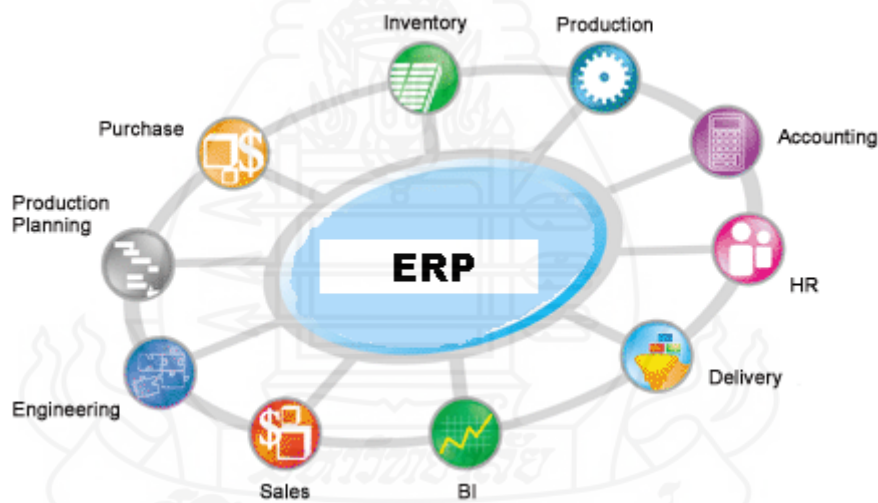 Inventory
Production
Purchase
Accounting
Production
Planning
ERP
HR
Delivery
Engineering
Sales
BI